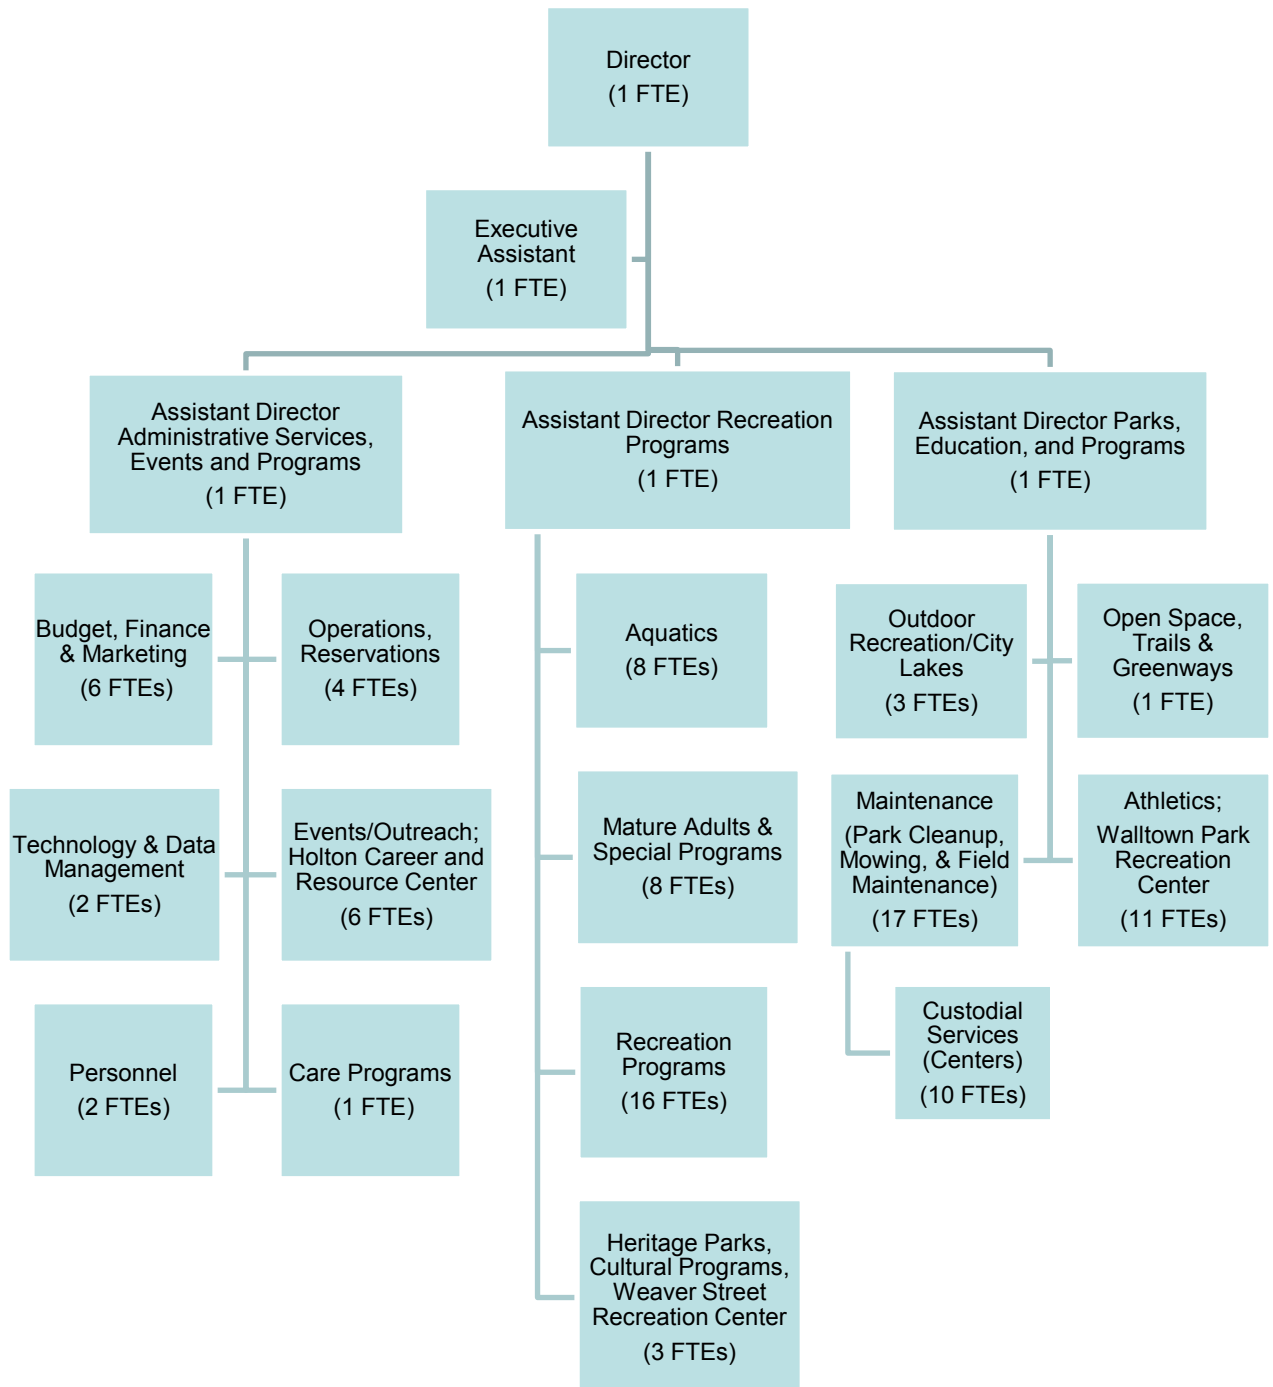 Director
(1 FTE)
Executive
Assistant
(1 FTE)
Assistant Director
Administrative Services,
Events and Programs
(1 FTE)
Assistant Director Recreation
Programs
(1 FTE)
Assistant Director Parks,
Education, and Programs
(1 FTE)
Budget, Finance
& Marketing
(6 FTEs)
Operations,
Reservations
(4 FTEs)
Technology & Data
Management
(2 FTEs)
Events/Outreach;
Holton Career and
Resource Center
(6 FTEs)
Personnel
(2 FTEs)
Care Programs
(1 FTE)
Aquatics
(8 FTEs)
Mature Adults &
Special Programs
(8 FTEs)
Recreation
Programs
(16 FTEs)
Heritage Parks,
Cultural Programs,
Weaver Street
Recreation Center
(3 FTEs)
Outdoor
Recreation/City
Lakes
(3 FTEs)
Open Space,
Trails &
Greenways
(1 FTE)
Maintenance
(Park Cleanup,
Mowing, & Field
Maintenance)
(17 FTEs)
Athletics;
Walltown Park
Recreation
Center
(11 FTEs)
Custodial
Services
(Centers)
(10 FTEs)